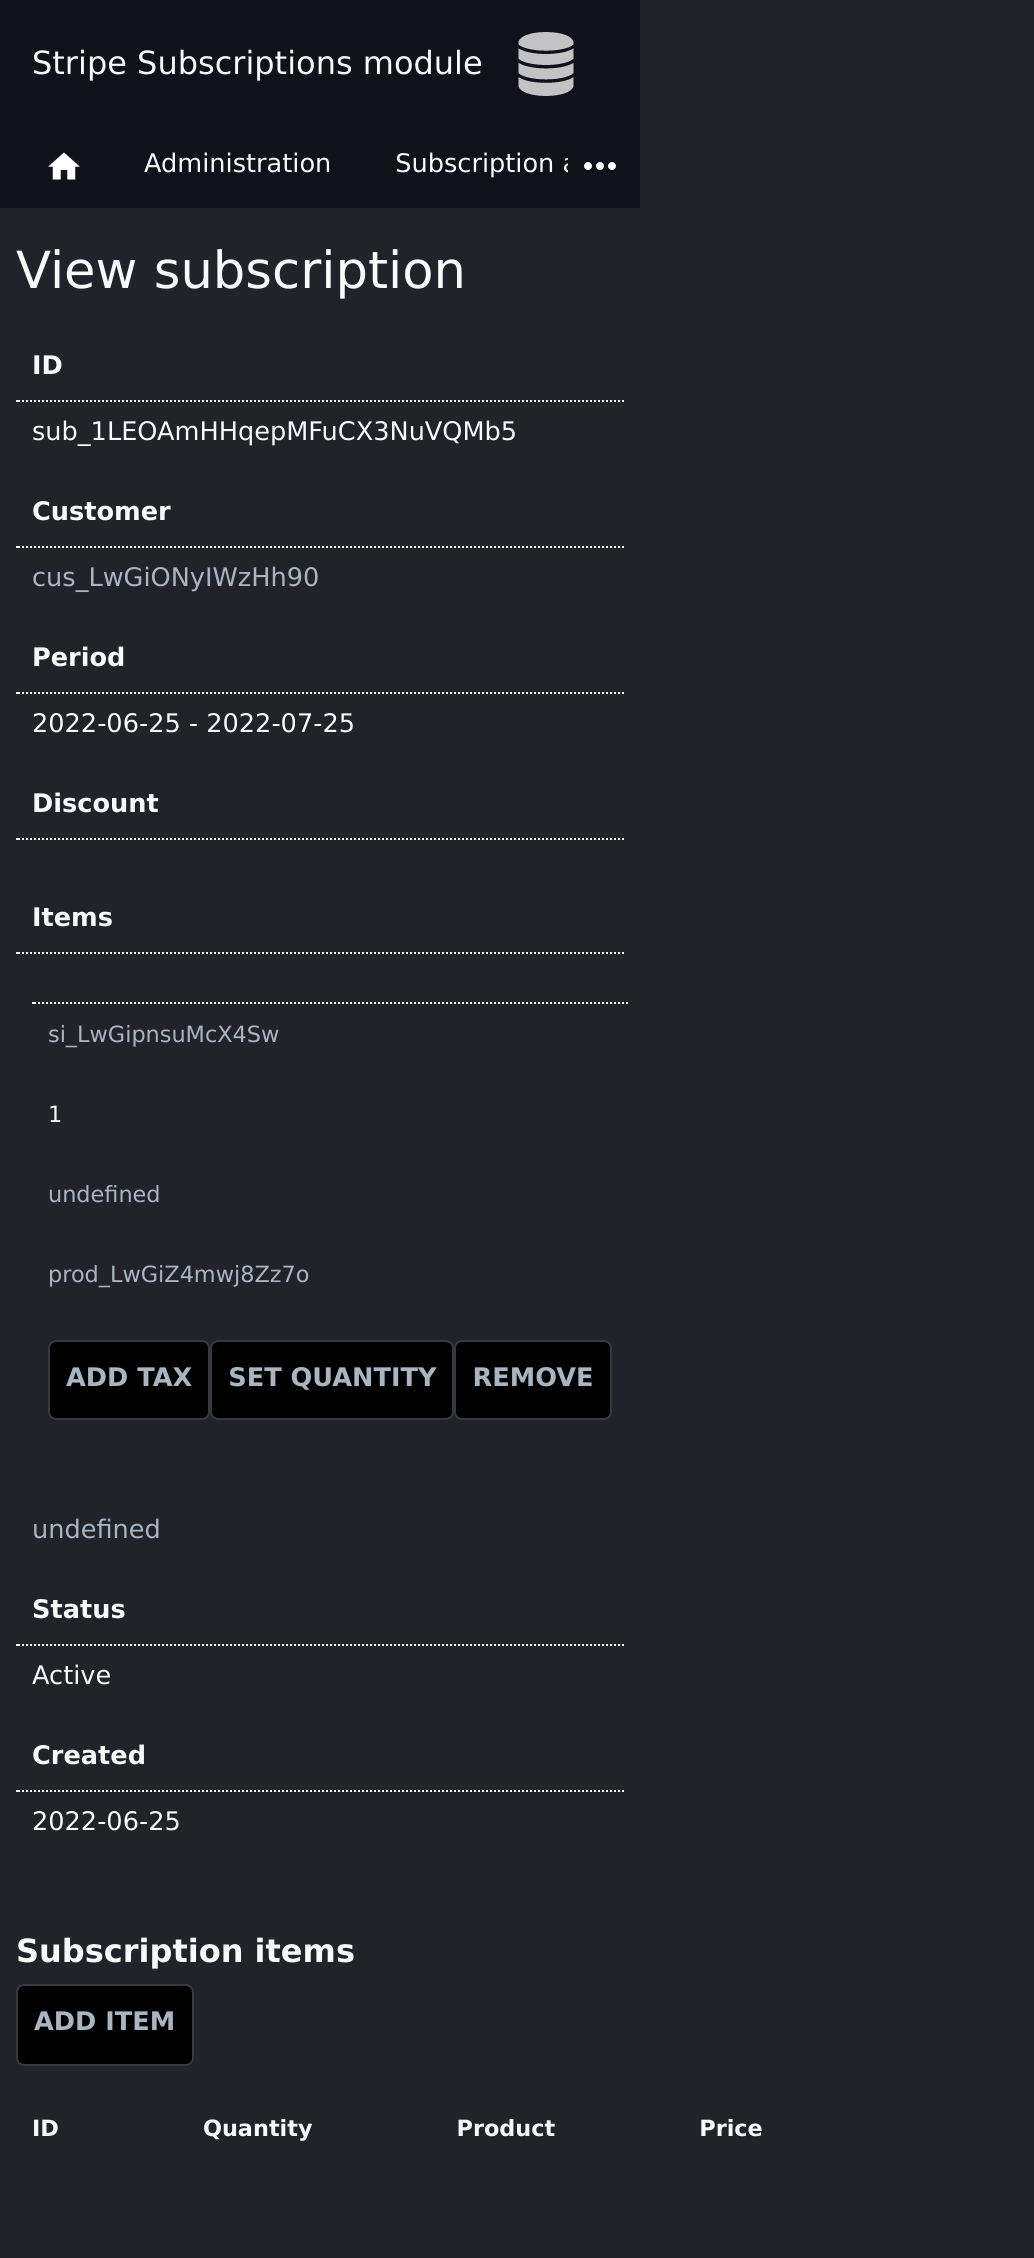 Stripe Subscriptions module
Administration Subscription
View subscription
ID
sub_1LEOAmHHqepMFuCX3NuVQMb5
Customer
cus_LwGiONyIWzHh90
Period
2022-06-25 - 2022-07-25
Discount
Items
si_LwGipnsuMcX4Sw
1
undefined
prod_LwGiZ4mwj8Zz7o
ADD TAX SET QUANTITY REMOVE
undefined
Status
Active
Created
2022-06-25
Subscription items
ADD ITEM
ID Quantity Product Price